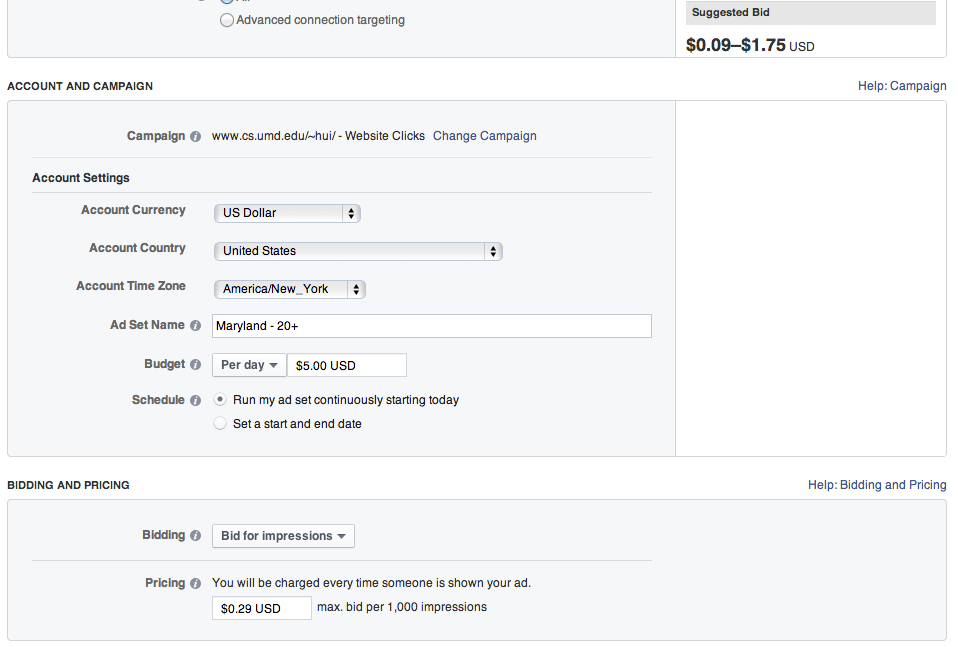 Advanced connection targeting
Suggested Bid
$0.09–$1.75 USD
ACCOUNT AND CAMPAIGN
Help: Campaign
Campaign i www.cs.umd.edu/~hui/ - Website Clicks Change Campaign
Account Settings
Account Currency US Dollar
Account Country United States
Account Time Zone America/New_York
Ad Set Name i Maryland - 20+
Budget i Per day $5.00 USD
Schedule i Run my ad set continuously starting today
Set a start and end date
BIDDING AND PRICING
Help: Bidding and Pricing
Bidding i Bid for impressions
Pricing i You will be charged every time someone is shown your ad.
$0.29 USD max. bid per 1,000 impressions